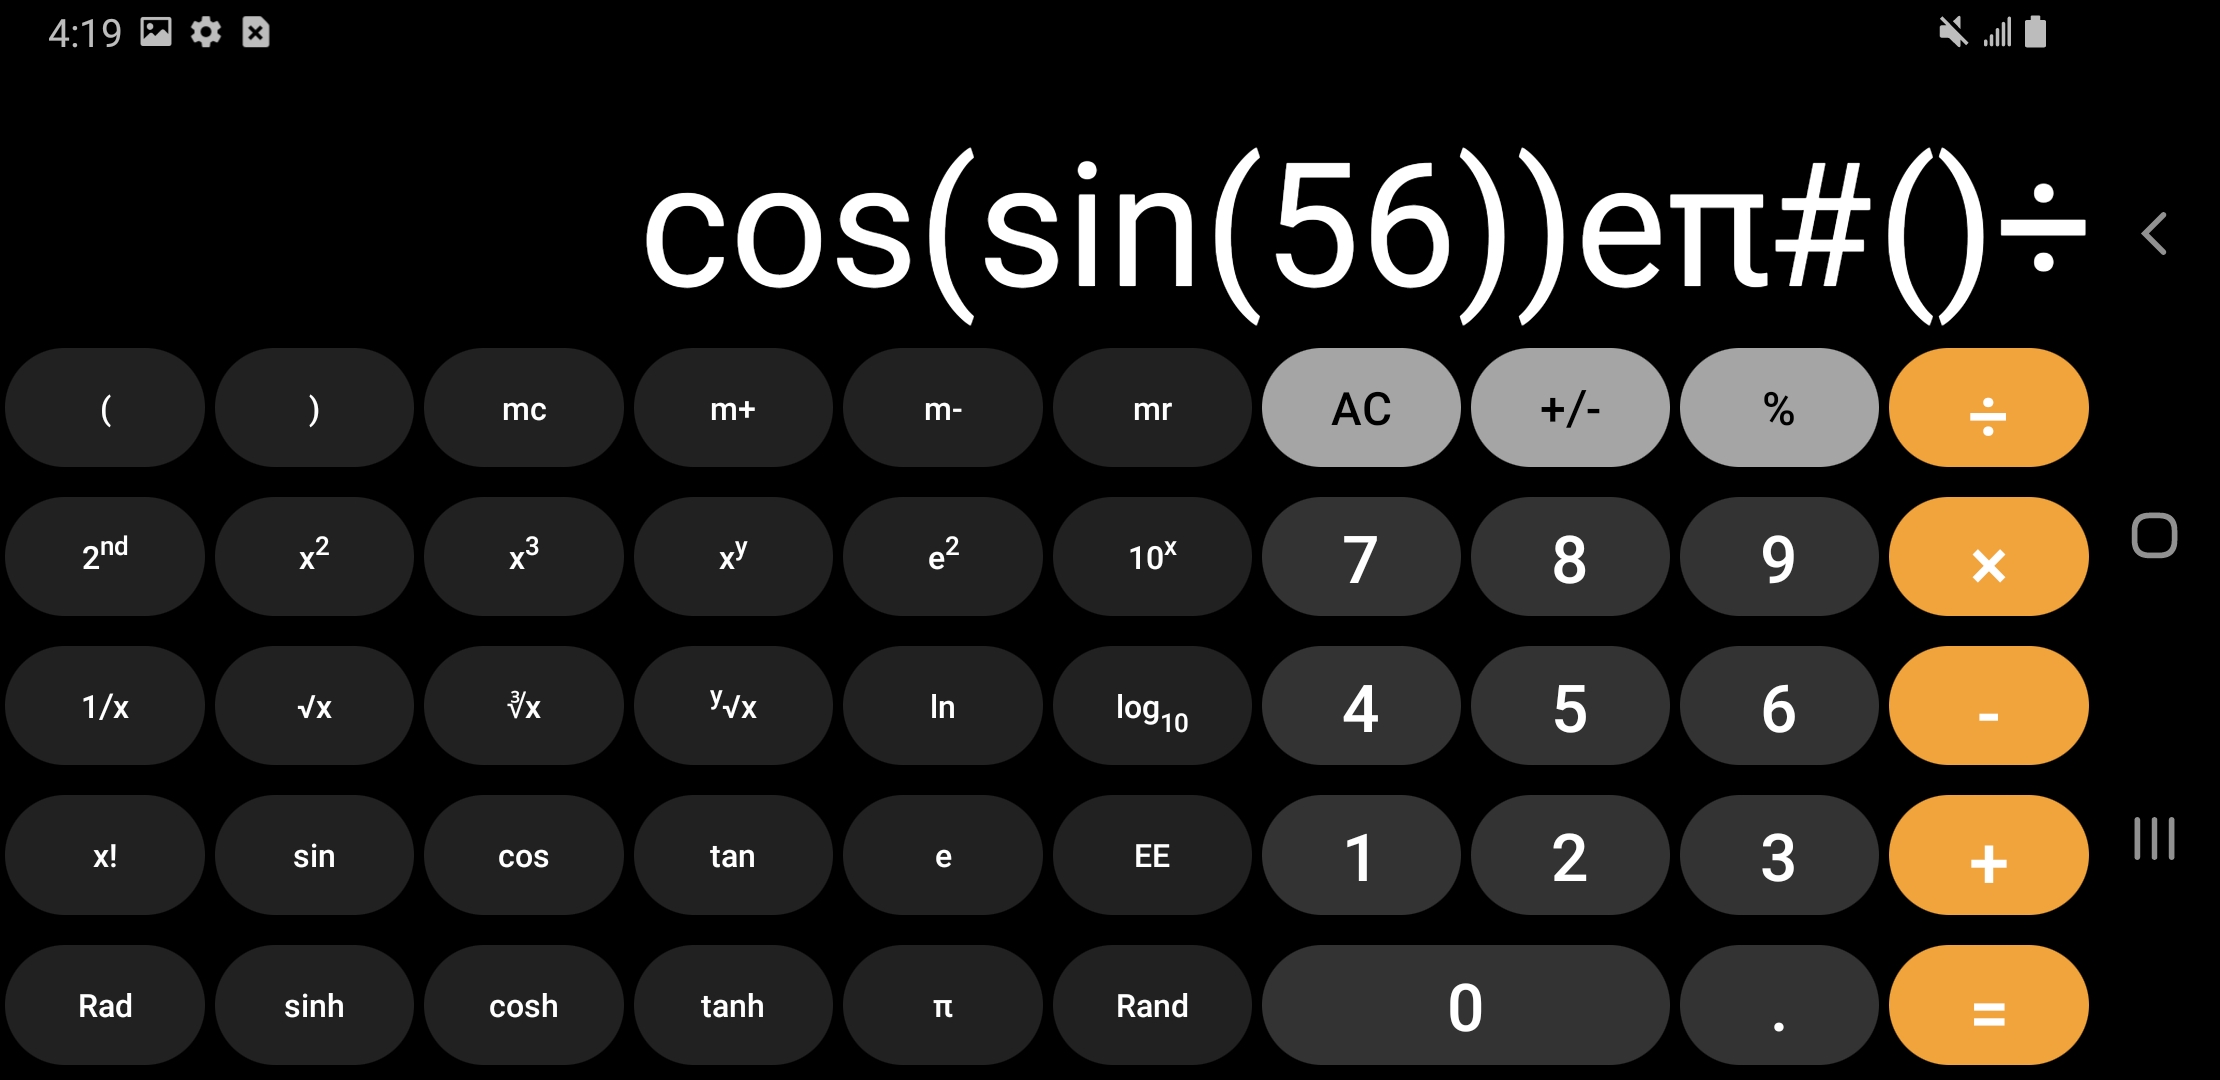 4:19
cos(sin(56))eπ#()÷
( ) mc m+ m- mr AC +/- % ÷
2ⁿᵈ x² x³ xʸ e² 10ˣ 7 8 9 ×
1/x √x ∛x ʸ√x ln log₁₀ 4 5 6 -
x! sin cos tan e EE 1 2 3 +
Rad sinh cosh tanh π Rand 0 . =